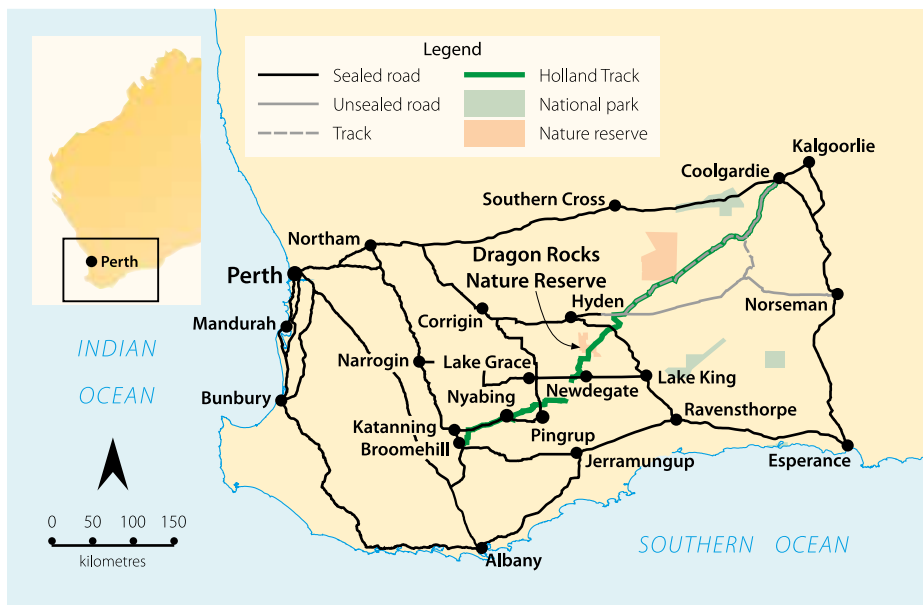 Legend
Sealed road
Unsealed road
Track
Holland Track
National park
Nature reserve
Perth
Kalgoorlie
Coolgardie
Southern Cross
Northam
Dragon Rocks
Nature Reserve
Perth
Hyden
Norseman
Corrigin
Mandurah
INDIAN
OCEAN
Narrogin
Lake Grace
Newdegate
Lake King
Nyabing
Bunbury
Katanning
Ravensthorpe
Broomehill
Pingrup
Jerramungup
Esperance
0 50 100 150
kilometres
Albany
SOUTHERN OCEAN